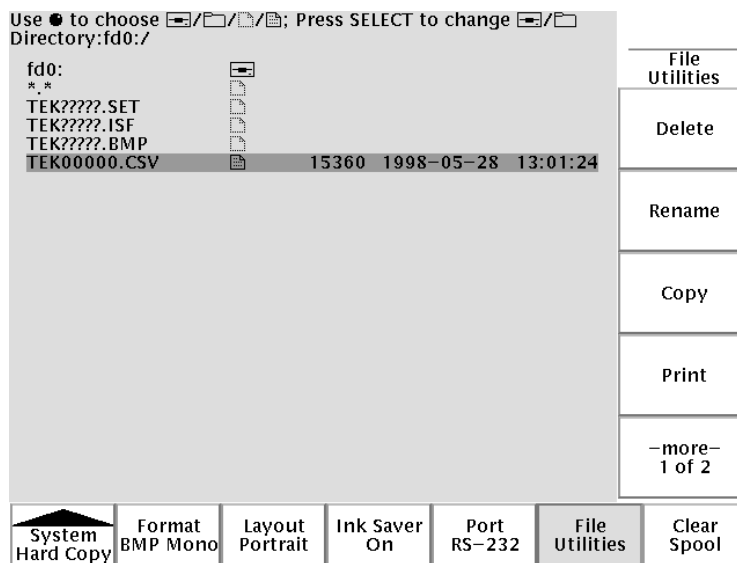 Use ● to choose / / / ; Press SELECT to change /
Directory:fd0:/
fd0:
*.*
TEK?????.SET
TEK?????.ISF
TEK?????.BMP
TEK00000.CSV 15360 1998-05-28 13:01:24
File
Utilities
Delete
Rename
Copy
Print
-more-
1 of 2
System
Hard Copy
Format
BMP Mono
Layout
Portrait
Ink Saver
On
Port
RS-232
File
Utilities
Clear
Spool